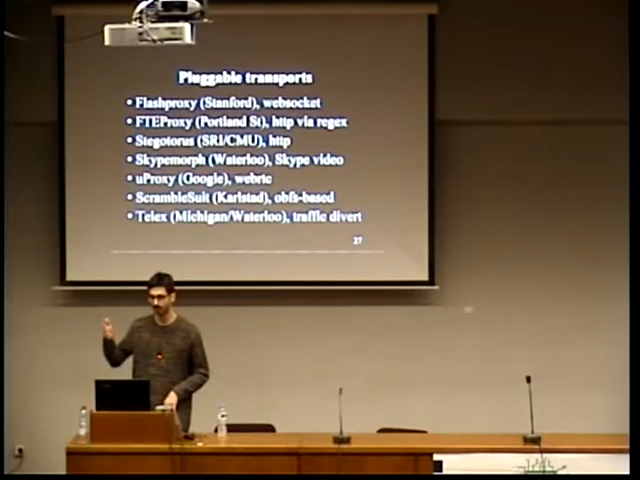 Pluggable transports
• Flashproxy (Stanford), websocket
• FTEProxy (Portland St), http via regex
• Stegotorus (SRI/CMU), http
• Skypemorph (Waterloo), Skype video
• uProxy (Google), webrtc
• ScrambleSuit (Karlstad), obfs-based
• Telex (Michigan/Waterloo), traffic divert
27